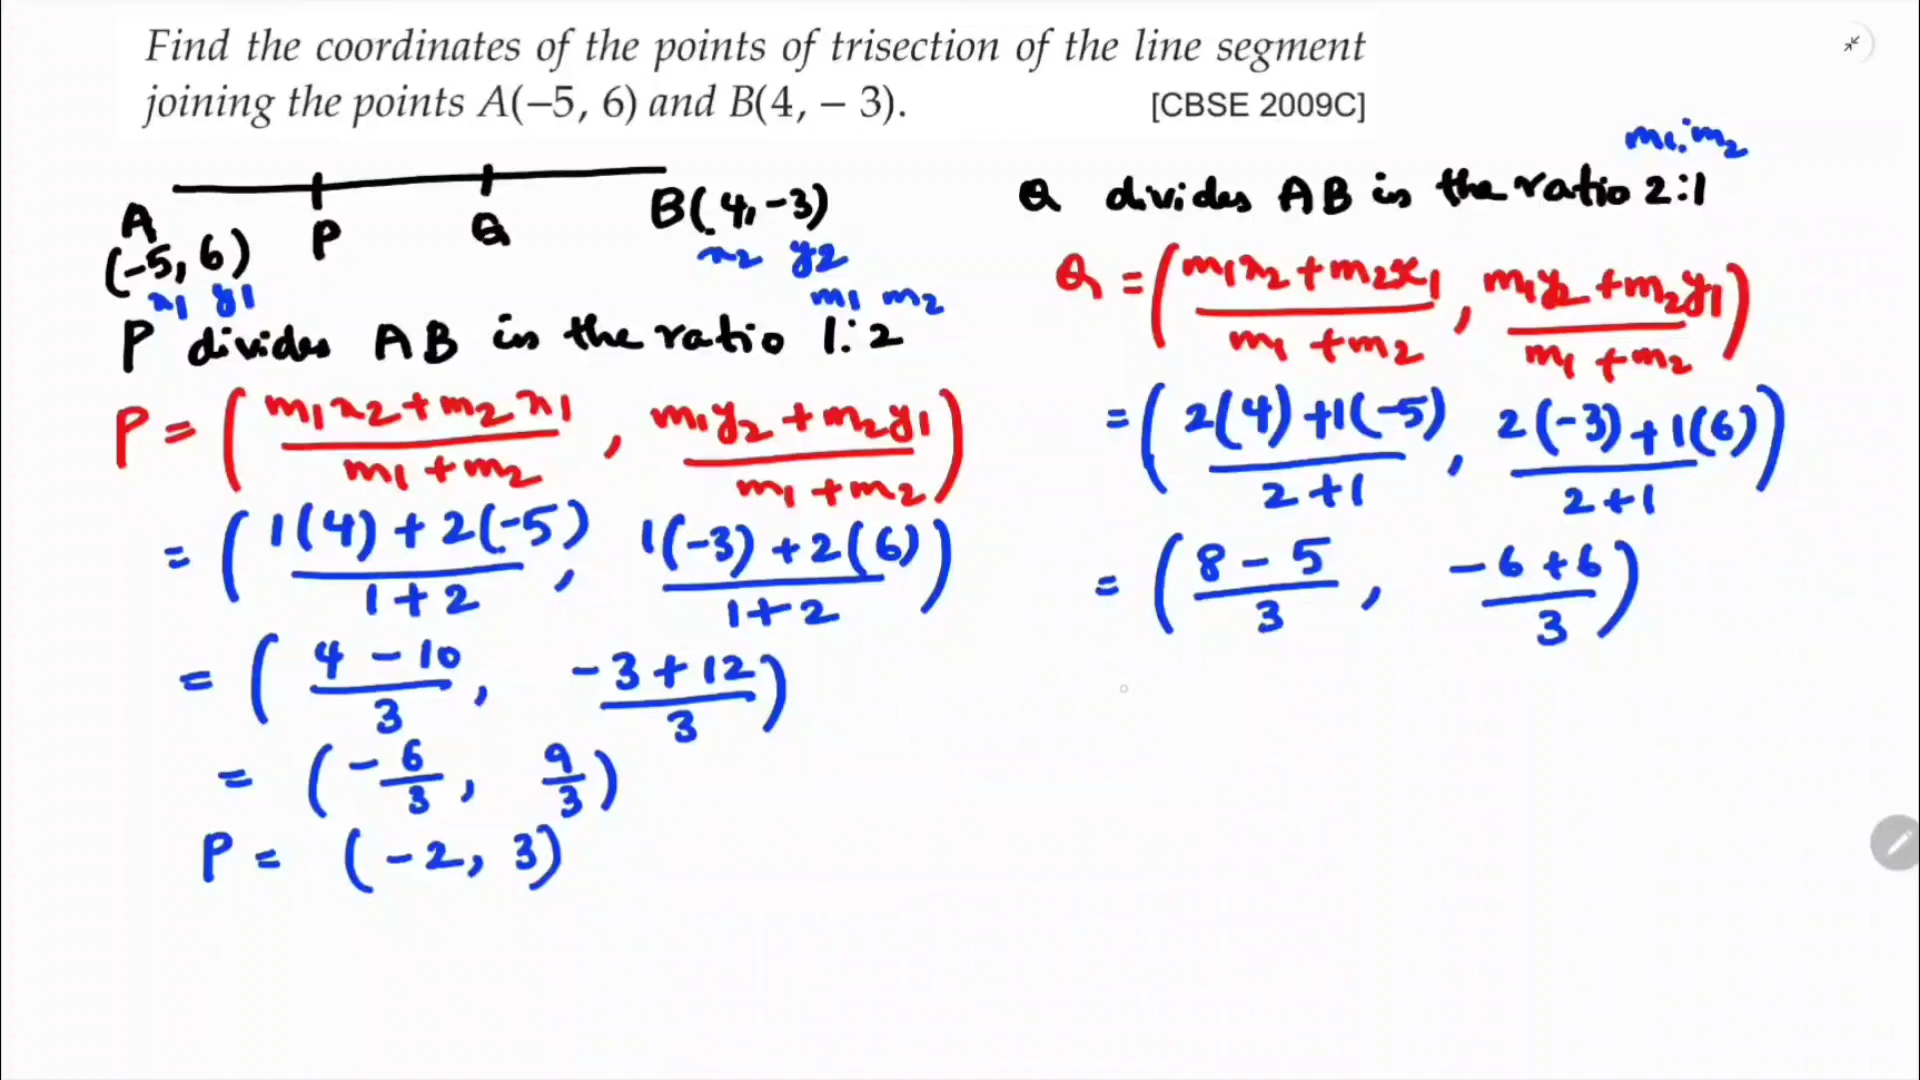 Find the coordinates of the points of trisection of the line segment
joining the points A(−5, 6) and B(4, − 3). [CBSE 2009C]
A P Q B(4, -3)
(-5, 6) x2 y2
x1 y1
m1 m2
P divides AB in the ratio 1:2
P = ( m1x2 + m2x1 / m1 + m2 , m1y2 + m2y1 / m1 + m2 )
= ( 1(4) + 2(-5) / 1+2 , 1(-3) + 2(6) / 1+2 )
= ( 4 - 10 / 3 , -3 + 12 / 3 )
= ( -6/3 , 9/3 )
P = (-2, 3)
m1:m2
Q divides AB in the ratio 2:1
Q = ( m1x2 + m2x1 / m1 + m2 , m1y2 + m2y1 / m1 + m2 )
= ( 2(4) + 1(-5) / 2+1 , 2(-3) + 1(6) / 2+1 )
= ( 8 - 5 / 3 , -6 + 6 / 3 )